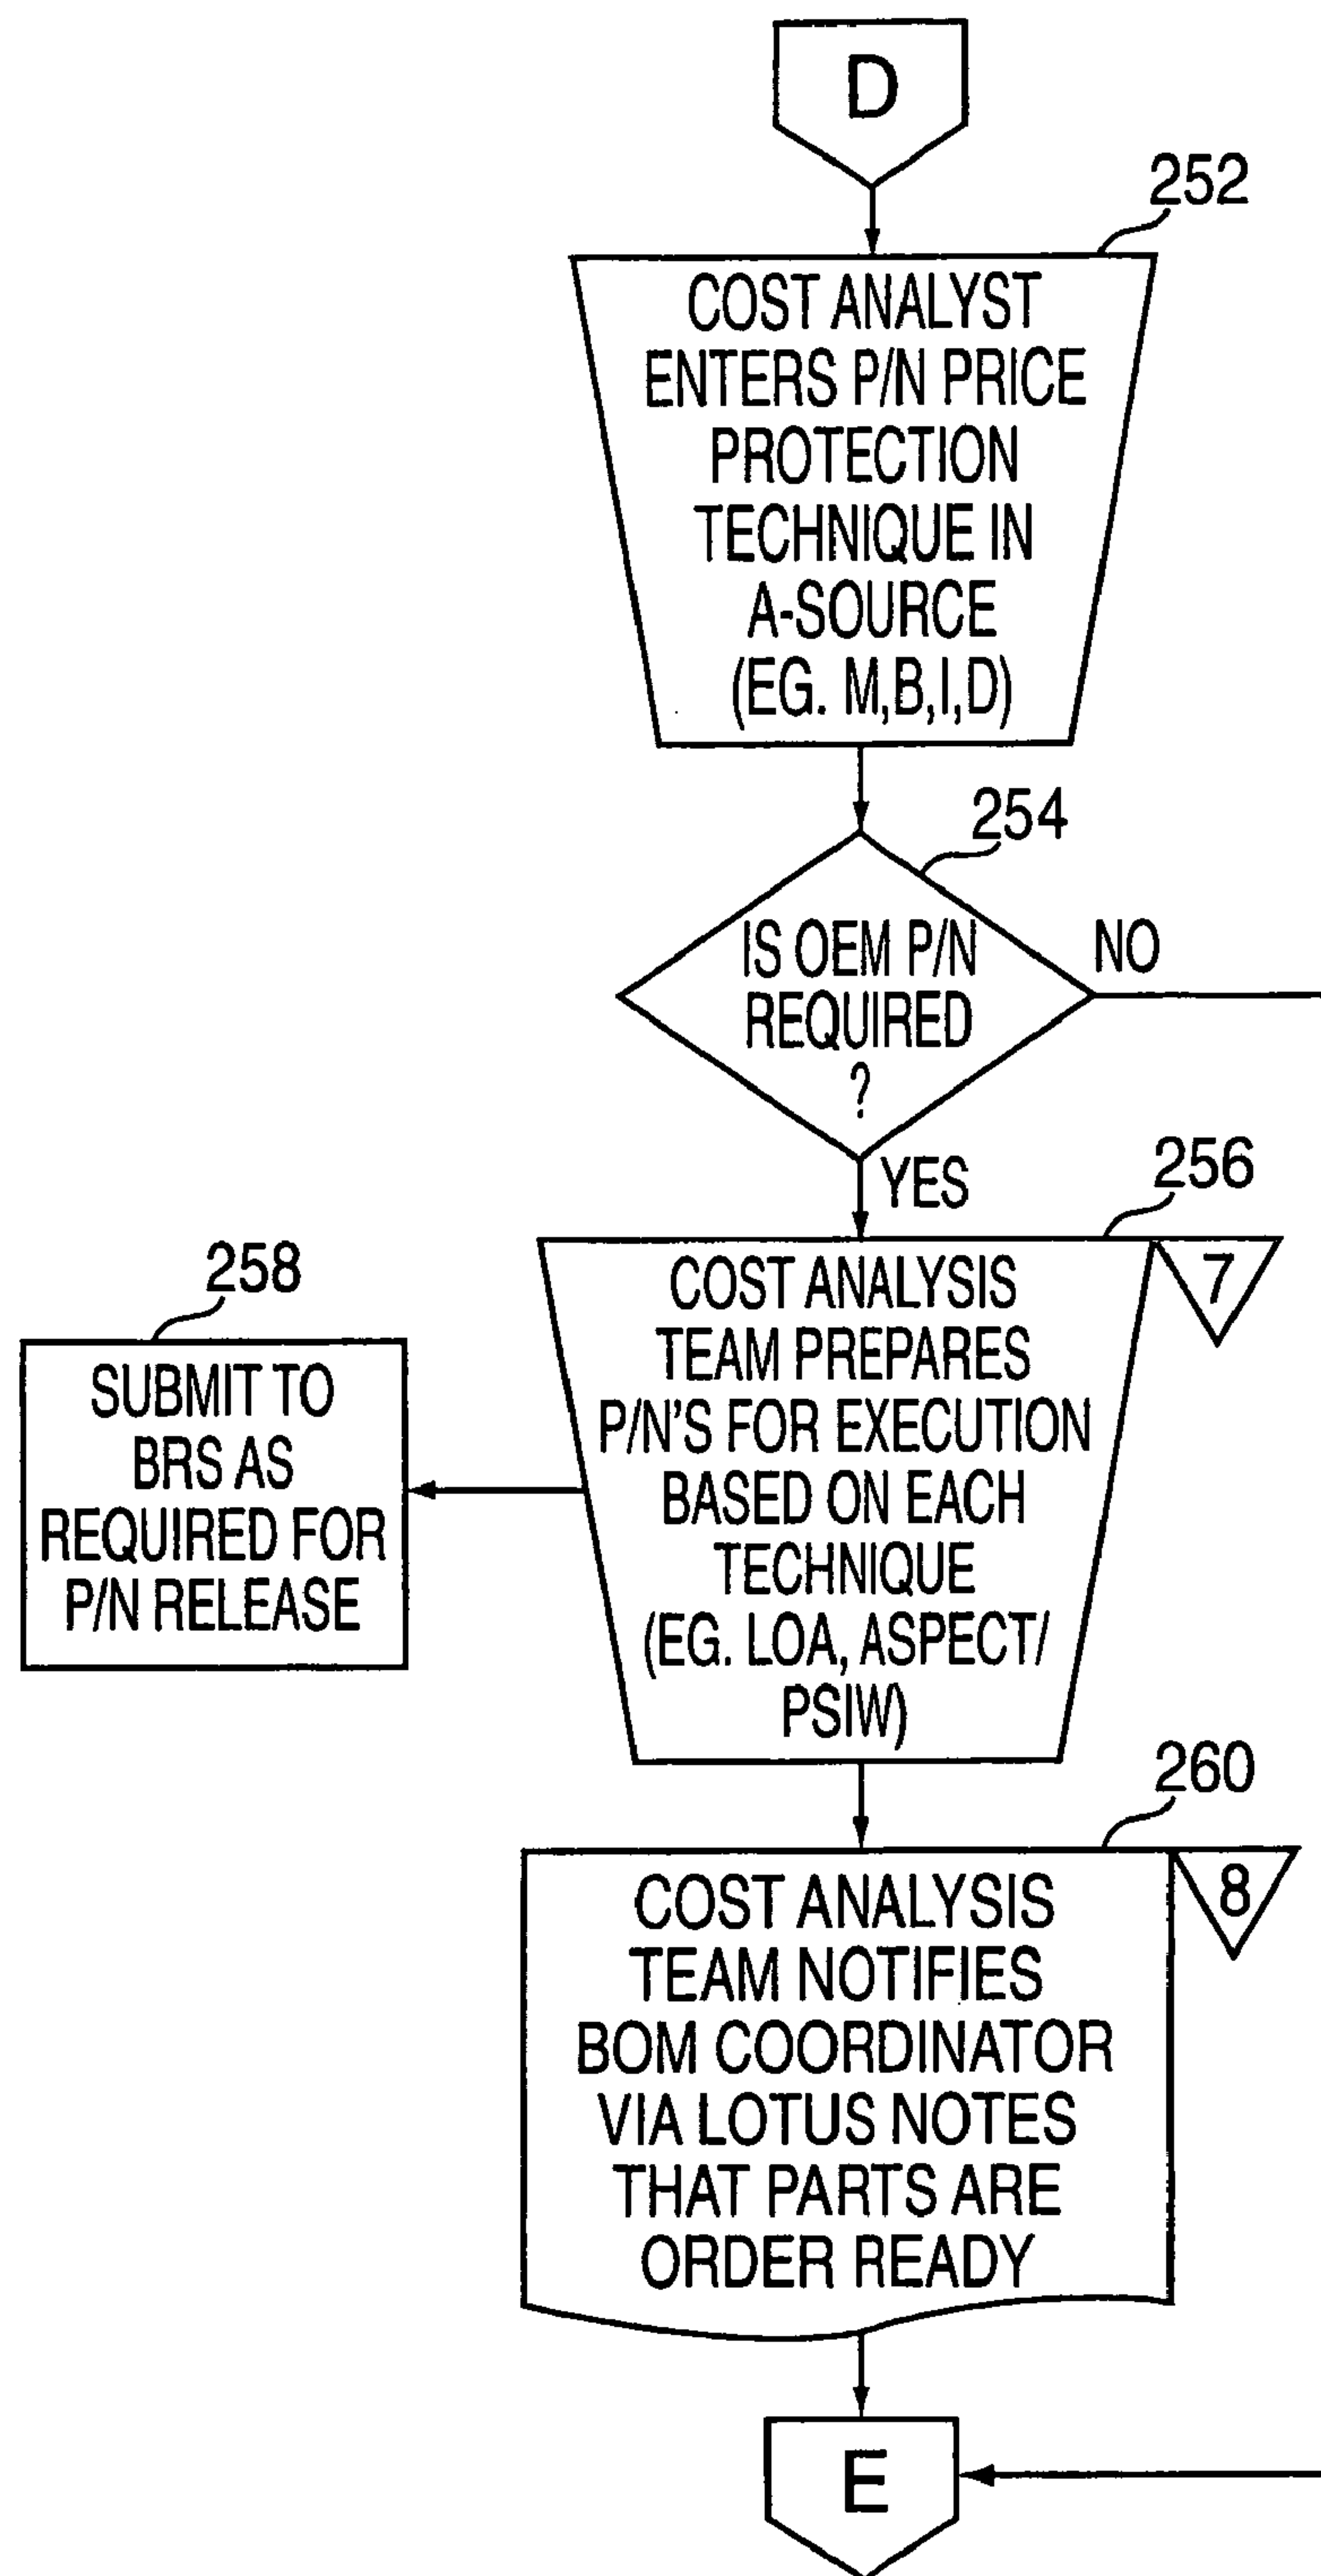 D
252
COST ANALYST
ENTERS P/N PRICE
PROTECTION
TECHNIQUE IN
A-SOURCE
(EG. M,B,I,D)
254
IS OEM P/N
REQUIRED
?
NO
YES
256
7
COST ANALYSIS
TEAM PREPARES
P/N'S FOR EXECUTION
BASED ON EACH
TECHNIQUE
(EG. LOA, ASPECT/
PSIW)
258
SUBMIT TO
BRS AS
REQUIRED FOR
P/N RELEASE
260
8
COST ANALYSIS
TEAM NOTIFIES
BOM COORDINATOR
VIA LOTUS NOTES
THAT PARTS ARE
ORDER READY
E